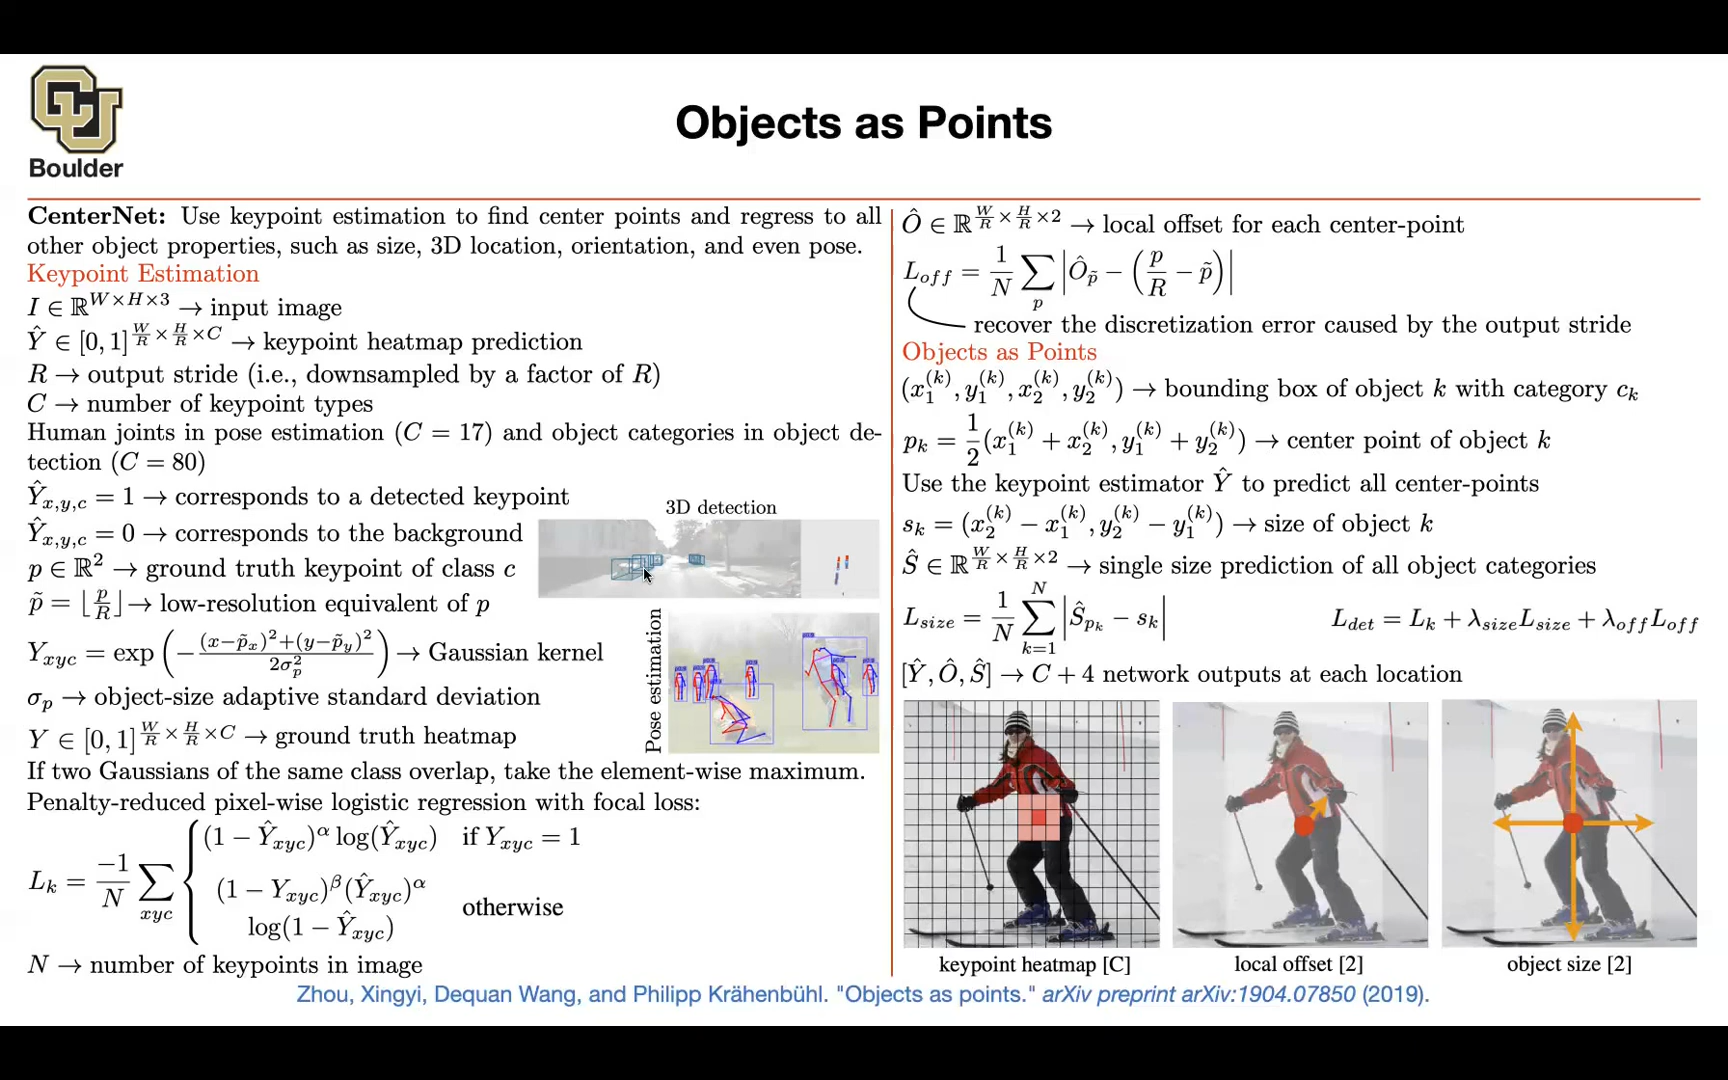 Boulder
Objects as Points
CenterNet: Use keypoint estimation to find center points and regress to all
other object properties, such as size, 3D location, orientation, and even pose.
Keypoint Estimation
I ∈ ℝ^{W×H×3} → input image
Ŷ ∈ [0, 1]^{W/R × H/R × C} → keypoint heatmap prediction
R → output stride (i.e., downsampled by a factor of R)
C → number of keypoint types
Human joints in pose estimation (C = 17) and object categories in object de-
tection (C = 80)
Ŷ_{x,y,c} = 1 → corresponds to a detected keypoint
Ŷ_{x,y,c} = 0 → corresponds to the background
p ∈ ℝ^2 → ground truth keypoint of class c
p̃ = ⌊p/R⌋ → low-resolution equivalent of p
Y_{xyc} = exp(−((x−p̃_x)^2+(y−p̃_y)^2)/(2σ_p^2)) → Gaussian kernel
σ_p → object-size adaptive standard deviation
Y ∈ [0, 1]^{W/R × H/R × C} → ground truth heatmap
If two Gaussians of the same class overlap, take the element-wise maximum.
Penalty-reduced pixel-wise logistic regression with focal loss:
L_k = −1/N ∑_{xyc} { (1 − Ŷ_{xyc})^α log(Ŷ_{xyc}) if Y_{xyc} = 1
(1 − Y_{xyc})^β (Ŷ_{xyc})^α
log(1 − Ŷ_{xyc}) otherwise
N → number of keypoints in image
3D detection
Pose estimation
Ô ∈ ℝ^{W/R × H/R × 2} → local offset for each center-point
L_{off} = 1/N ∑_p |Ô_{p̃} − (p/R − p̃)|
recover the discretization error caused by the output stride
Objects as Points
(x_1^{(k)}, y_1^{(k)}, x_2^{(k)}, y_2^{(k)}) → bounding box of object k with category c_k
p_k = 1/2 (x_1^{(k)} + x_2^{(k)}, y_1^{(k)} + y_2^{(k)}) → center point of object k
Use the keypoint estimator Ŷ to predict all center-points
s_k = (x_2^{(k)} − x_1^{(k)}, y_2^{(k)} − y_1^{(k)}) → size of object k
Ŝ ∈ ℝ^{W/R × H/R × 2} → single size prediction of all object categories
L_{size} = 1/N ∑_{k=1}^{N} |Ŝ_{p_k} − s_k| L_{det} = L_k + λ_{size}L_{size} + λ_{off}L_{off}
[Ŷ, Ô, Ŝ] → C + 4 network outputs at each location
keypoint heatmap [C]
local offset [2]
object size [2]
Zhou, Xingyi, Dequan Wang, and Philipp Krähenbühl. "Objects as points." arXiv preprint arXiv:1904.07850 (2019).